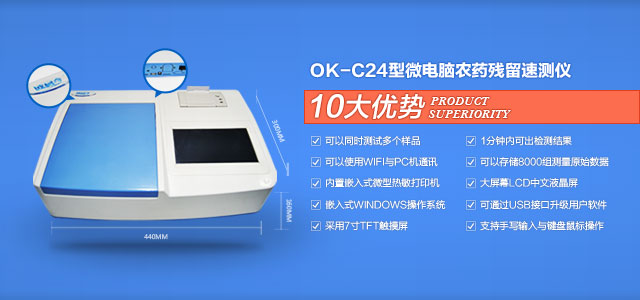 OK-C24型微电脑农药残留速测仪
10大优势 PRODUCT SUPERIORITY
可以同时测试多个样品
1分钟内可出检测结果
可以使用WIFI与PC机通讯
可以存储8000组测量原始数据
内置嵌入式微型热敏打印机
大屏幕LCD中文液晶屏
嵌入式WINDOWS操作系统
可通过USB接口升级用户软件
采用7寸TFT触摸屏
支持手写输入与键盘鼠标操作
440MM